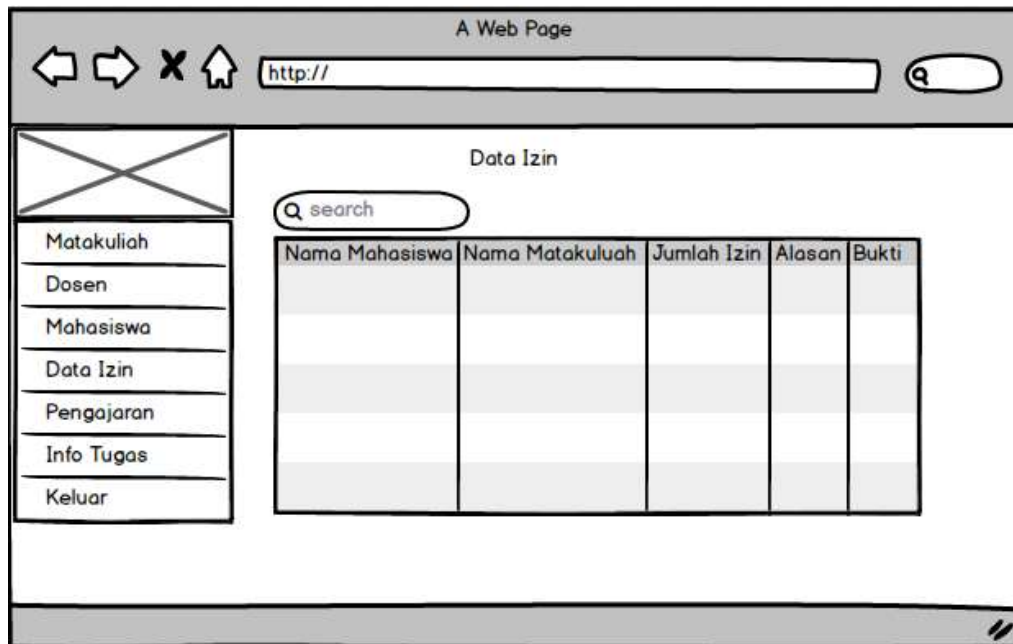 A Web Page
http://
Data Izin
search
Matakuliah
Dosen
Mahasiswa
Data Izin
Pengajaran
Info Tugas
Keluar
Nama Mahasiswa Nama Matakuluah Jumlah Izin Alasan Bukti